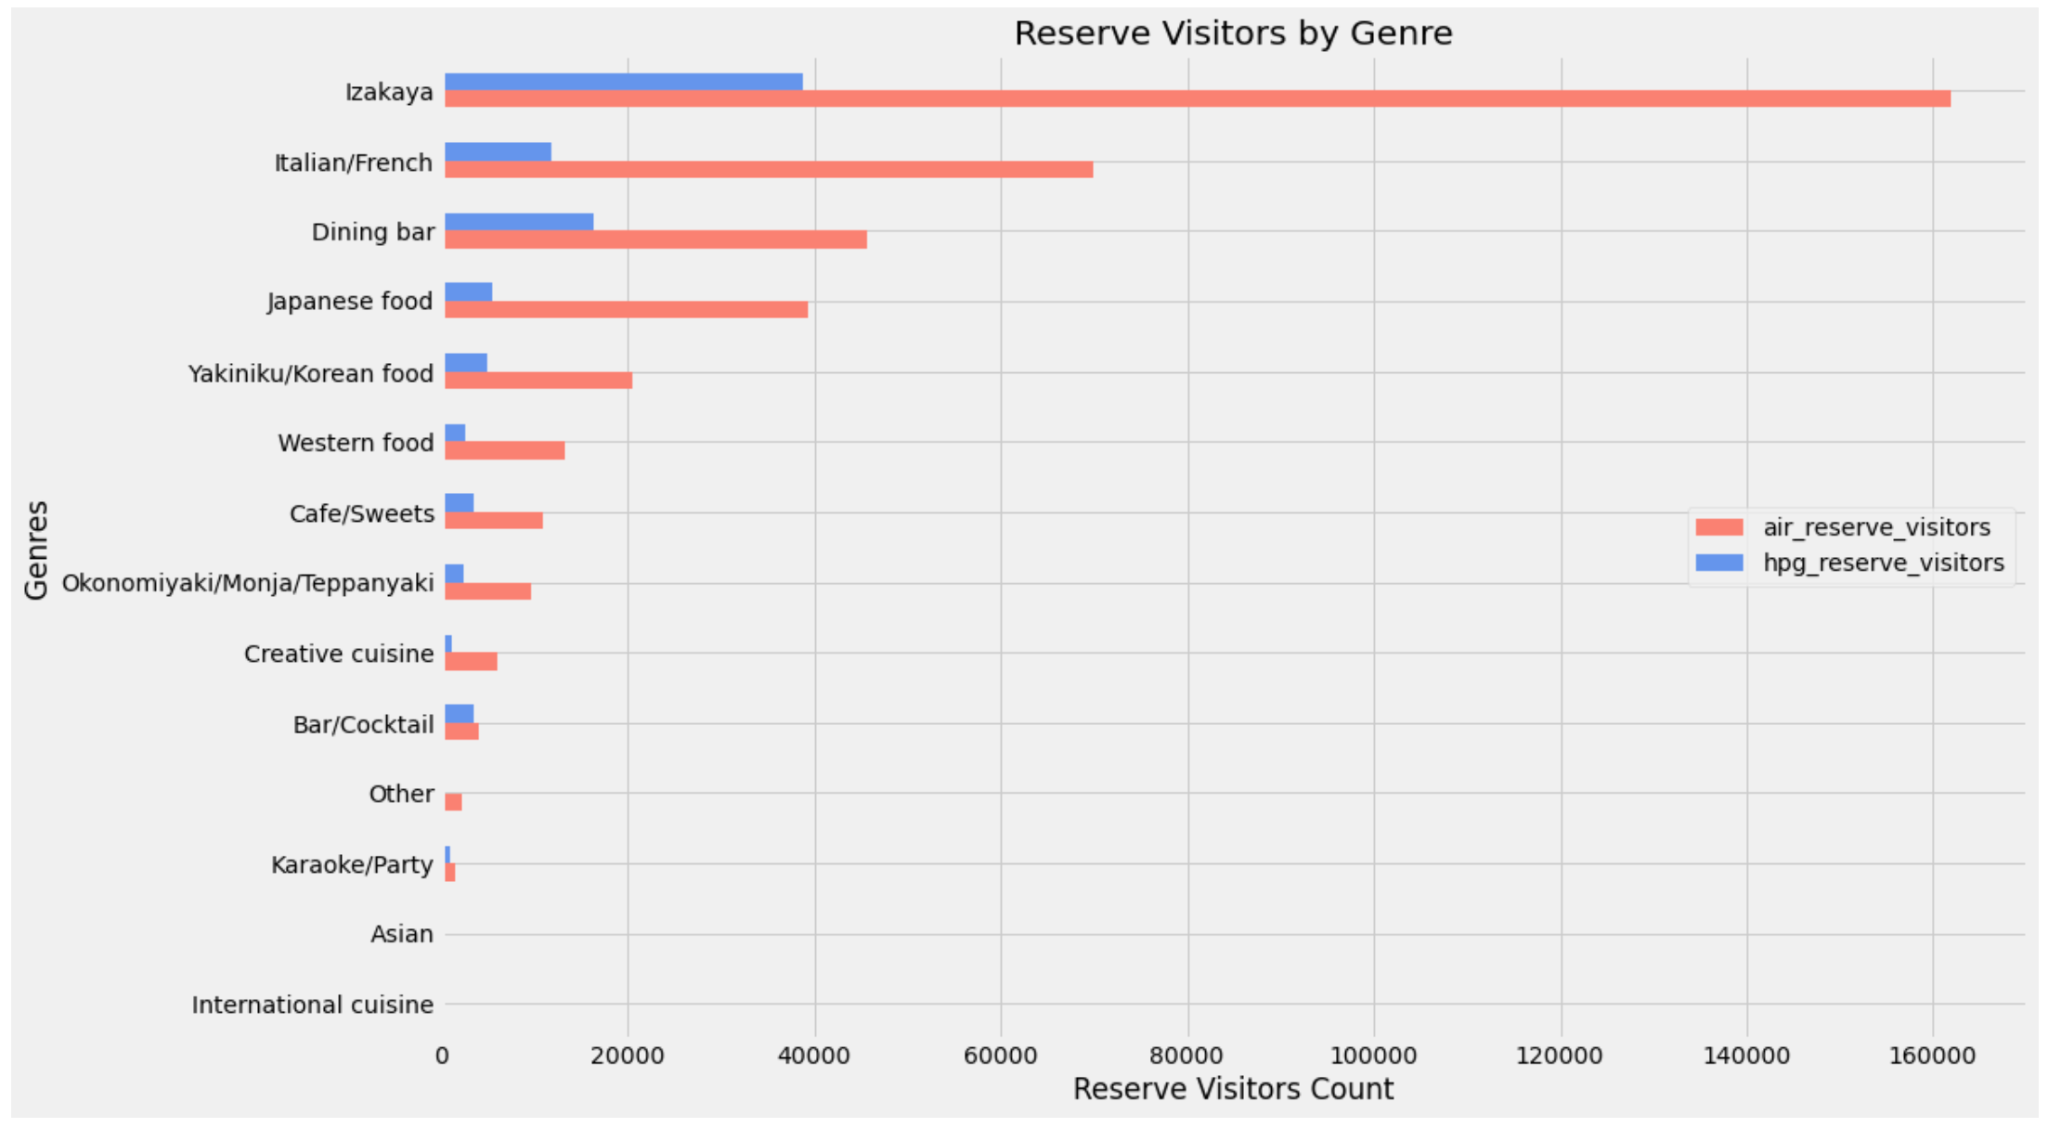 Reserve Visitors by Genre
Izakaya
Italian/French
Dining bar
Japanese food
Yakiniku/Korean food
Western food
Cafe/Sweets
Okonomiyaki/Monja/Teppanyaki
Creative cuisine
Bar/Cocktail
Other
Karaoke/Party
Asian
International cuisine
Genres
air_reserve_visitors
hpg_reserve_visitors
0 20000 40000 60000 80000 100000 120000 140000 160000
Reserve Visitors Count